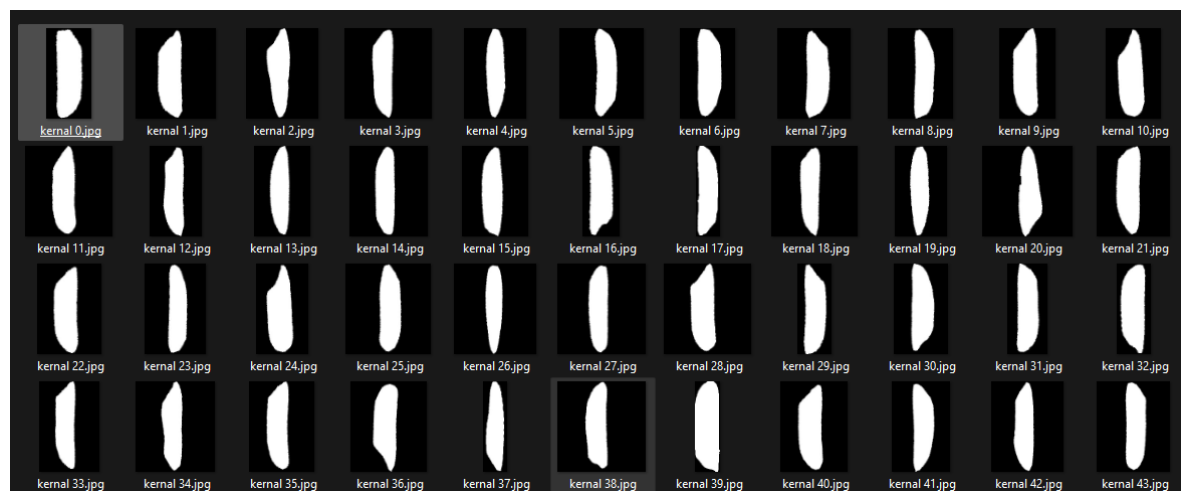 kernal 0.jpg kernal 1.jpg kernal 2.jpg kernal 3.jpg kernal 4.jpg kernal 5.jpg kernal 6.jpg kernal 7.jpg kernal 8.jpg kernal 9.jpg kernal 10.jpg
kernal 11.jpg kernal 12.jpg kernal 13.jpg kernal 14.jpg kernal 15.jpg kernal 16.jpg kernal 17.jpg kernal 18.jpg kernal 19.jpg kernal 20.jpg kernal 21.jpg
kernal 22.jpg kernal 23.jpg kernal 24.jpg kernal 25.jpg kernal 26.jpg kernal 27.jpg kernal 28.jpg kernal 29.jpg kernal 30.jpg kernal 31.jpg kernal 32.jpg
kernal 33.jpg kernal 34.jpg kernal 35.jpg kernal 36.jpg kernal 37.jpg kernal 38.jpg kernal 39.jpg kernal 40.jpg kernal 41.jpg kernal 42.jpg kernal 43.jpg